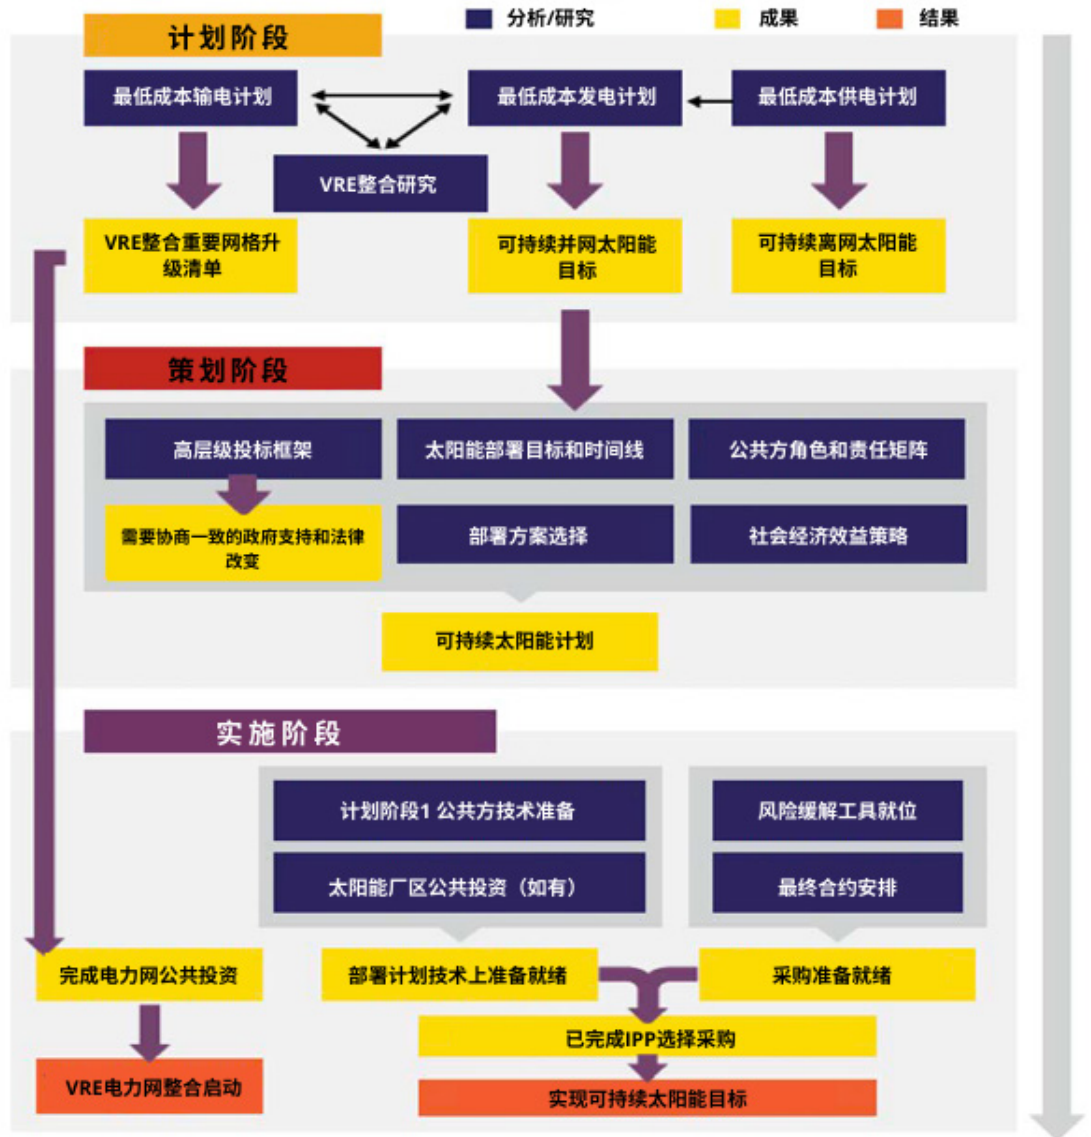 分析/研究
成果
结果
计划阶段
最低成本输电计划
最低成本发电计划
最低成本供电计划
VRE整合研究
VRE整合重要网格升
级清单
可持续并网太阳能
目标
可持续离网太阳能
目标
策划阶段
高层级投标框架
太阳能部署目标和时间线
公共方角色和责任矩阵
需要协商一致的政府支持和法律
改变
部署方案选择
社会经济效益策略
可持续太阳能计划
实施阶段
计划阶段1 公共方技术准备
风险缓解工具就位
太阳能厂区公共投资（如有）
最终合约安排
完成电力网公共投资
部署计划技术上准备就绪
采购准备就绪
已完成IPP选择采购
VRE电力网整合启动
实现可持续太阳能目标